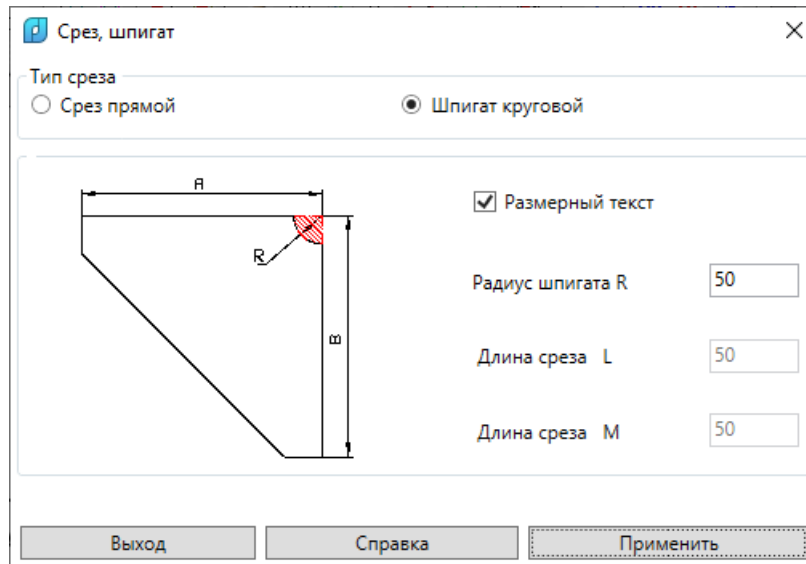 Срез, шпигат
Тип среза
Срез прямой
Шпигат круговой
A
R
B
Размерный текст
Радиус шпигата R 50
Длина среза L 50
Длина среза M 50
Выход
Справка
Применить